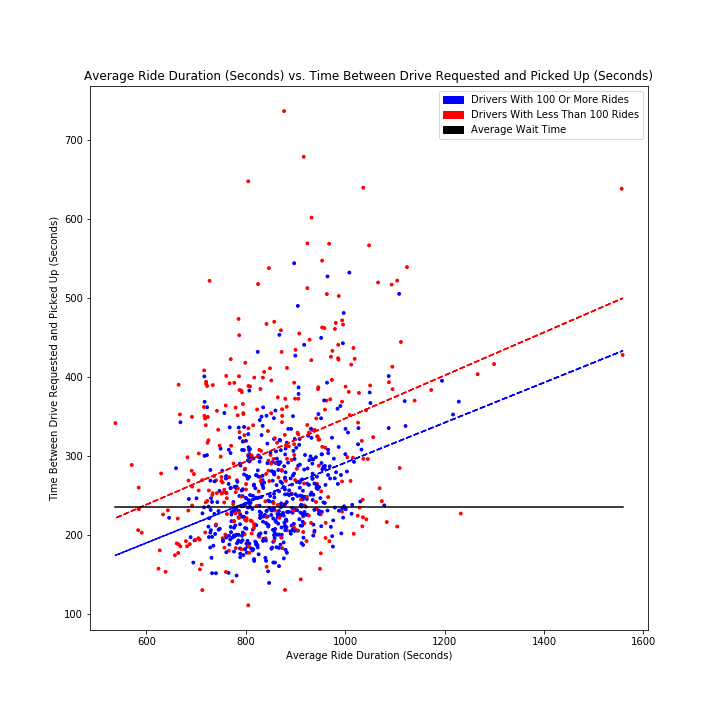 Average Ride Duration (Seconds) vs. Time Between Drive Requested and Picked Up (Seconds)
Drivers With 100 Or More Rides
Drivers With Less Than 100 Rides
Average Wait Time
Time Between Drive Requested and Picked Up (Seconds)
700
600
500
400
300
200
100
600
800
1000
1200
1400
1600
Average Ride Duration (Seconds)